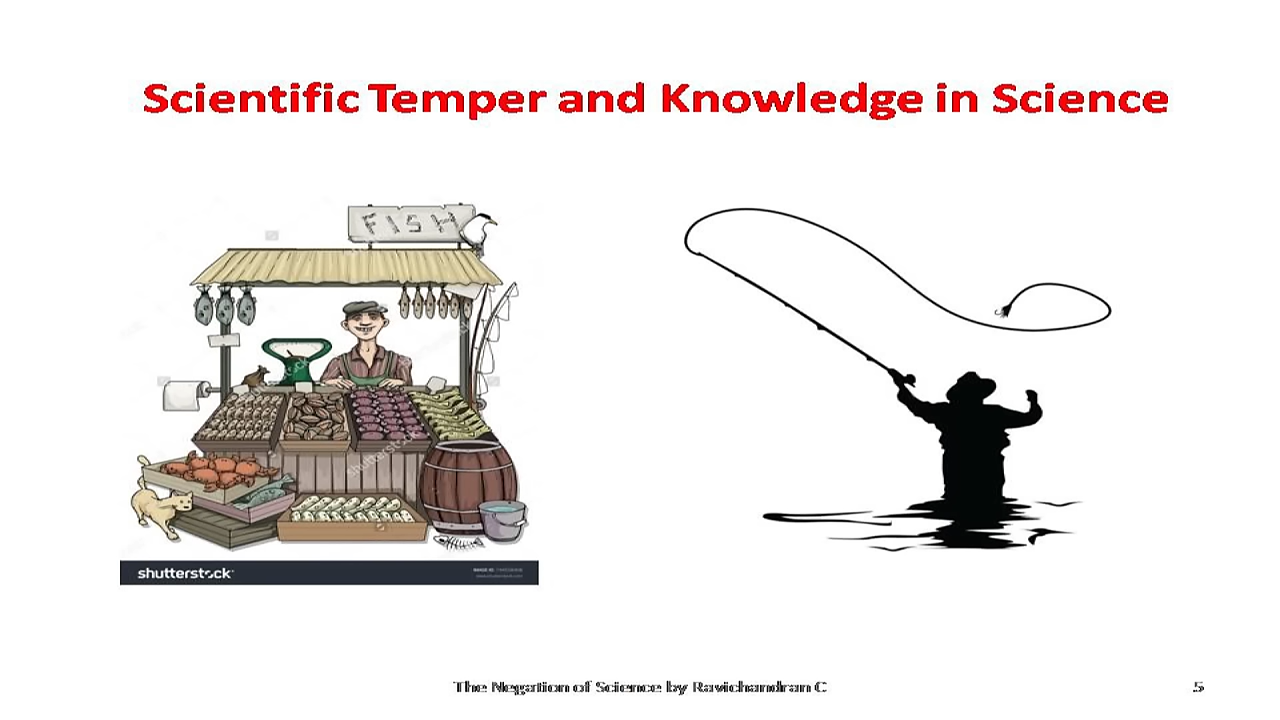 Scientific Temper and Knowledge in Science
FISH
shutterstock
The Negation of Science by Ravichandran C
5